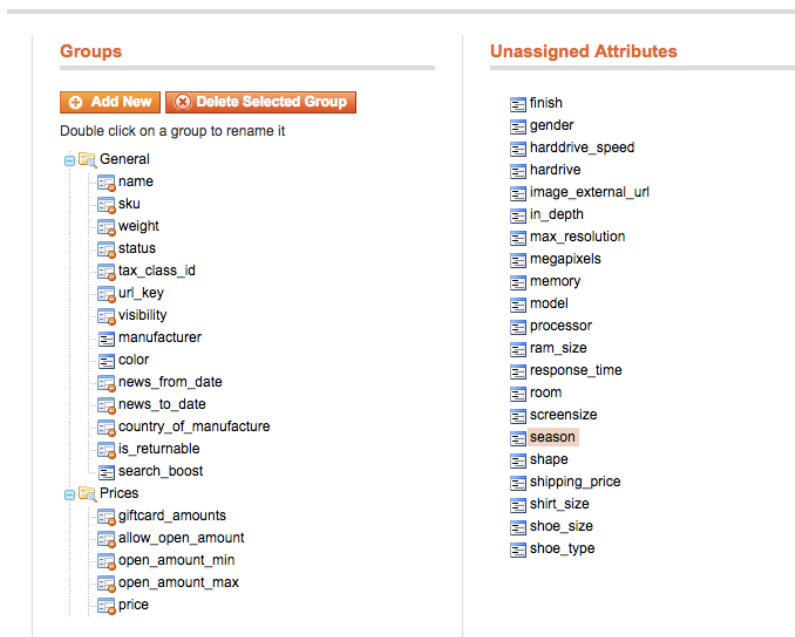 Groups
Add New
Delete Selected Group
Double click on a group to rename it
General
name
sku
weight
status
tax_class_id
url_key
visibility
manufacturer
color
news_from_date
news_to_date
country_of_manufacture
is_returnable
search_boost
Prices
giftcard_amounts
allow_open_amount
open_amount_min
open_amount_max
price
Unassigned Attributes
finish
gender
harddrive_speed
hardrive
image_external_url
in_depth
max_resolution
megapixels
memory
model
processor
ram_size
response_time
room
screensize
season
shape
shipping_price
shirt_size
shoe_size
shoe_type